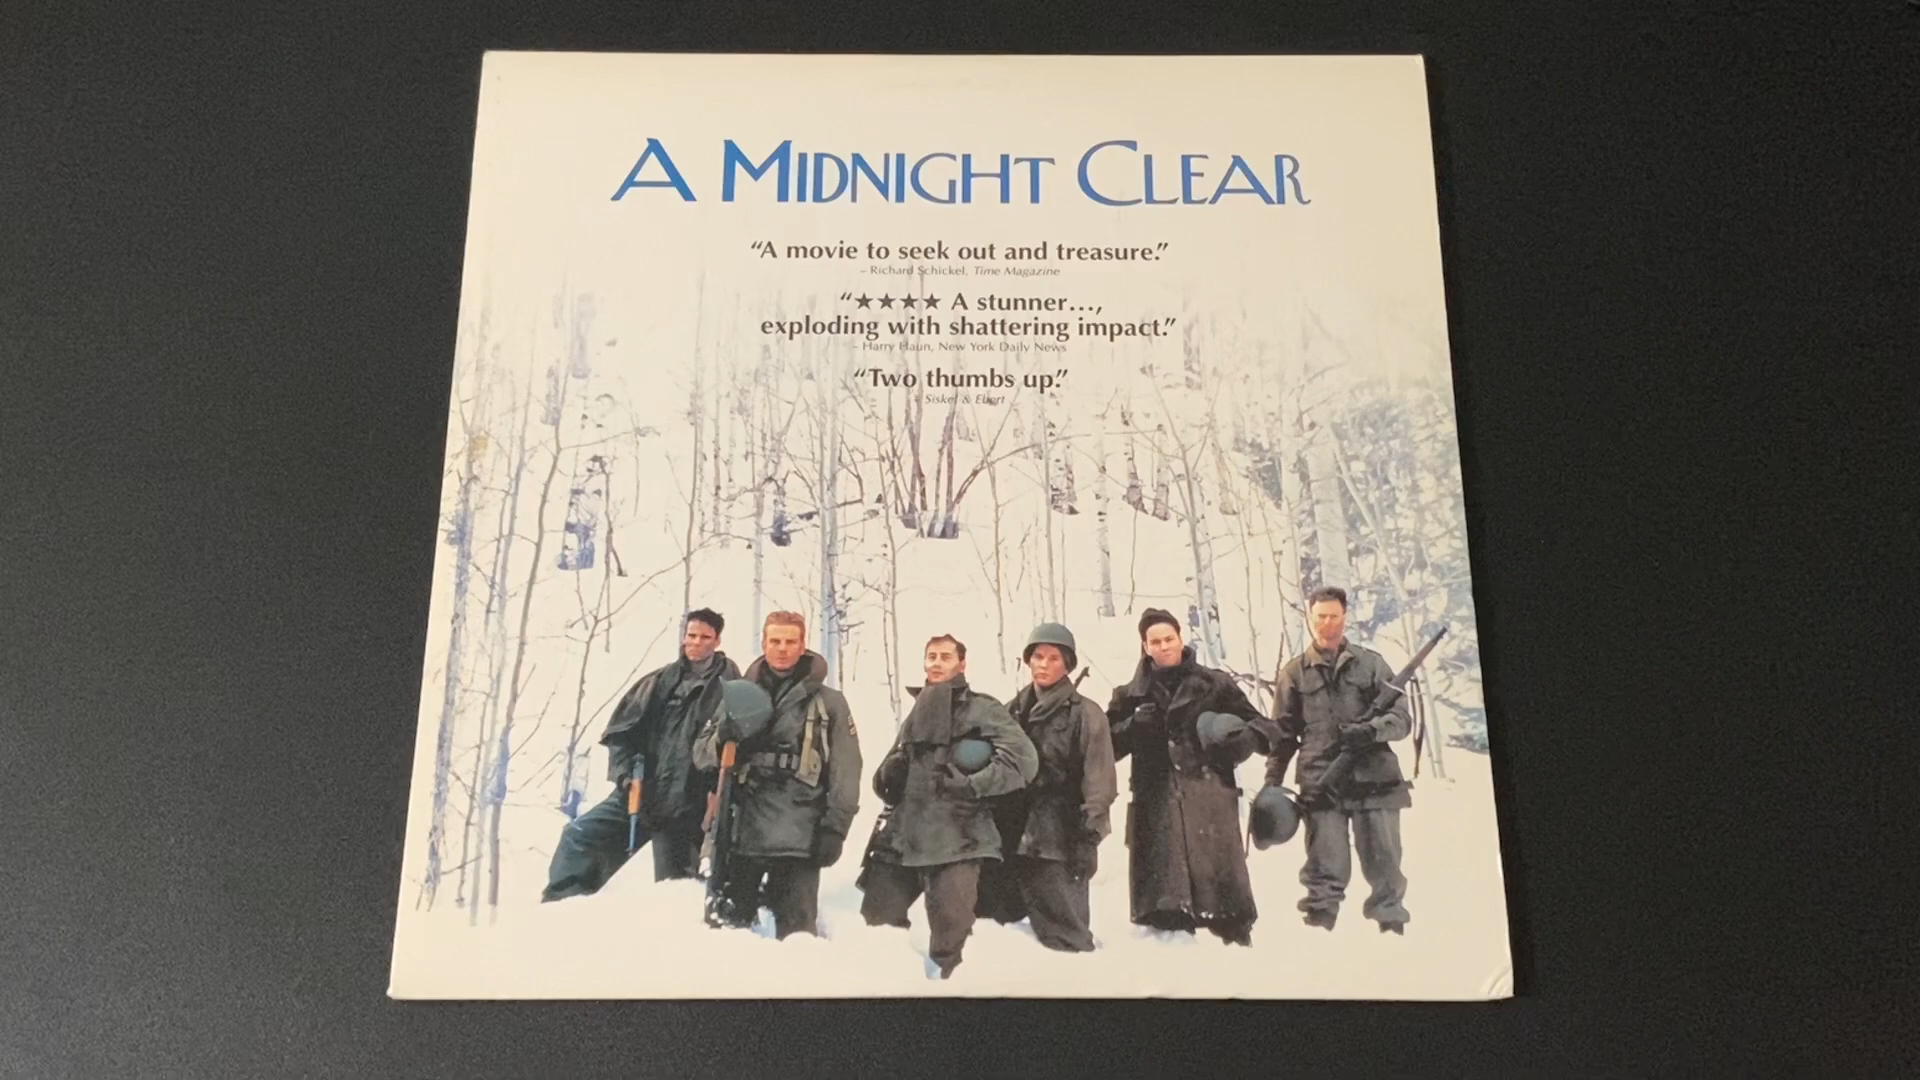 A MIDNIGHT CLEAR
“A movie to seek out and treasure.”
– Richard Schickel, Time Magazine
“★★★★ A stunner...,
exploding with shattering impact.”
– Harry Haun, New York Daily News
“Two thumbs up.”
– Siskel & Ebert